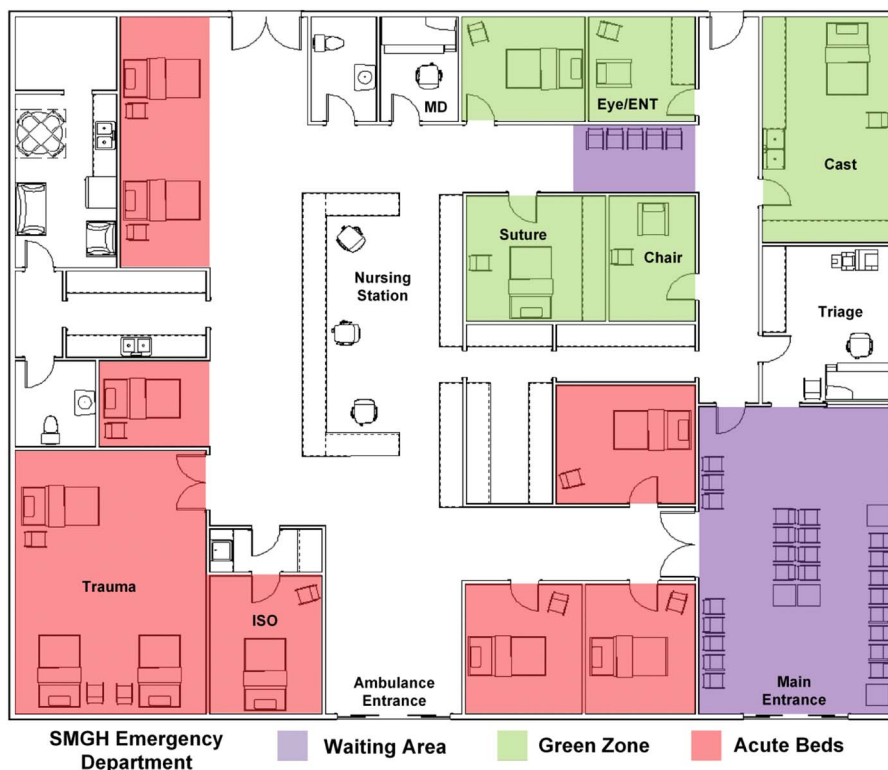 MD
Eye/ENT
Cast
Suture
Chair
Nursing
Station
Triage
Trauma
ISO
Ambulance
Entrance
Main
Entrance
SMGH Emergency
Department
Waiting Area
Green Zone
Acute Beds